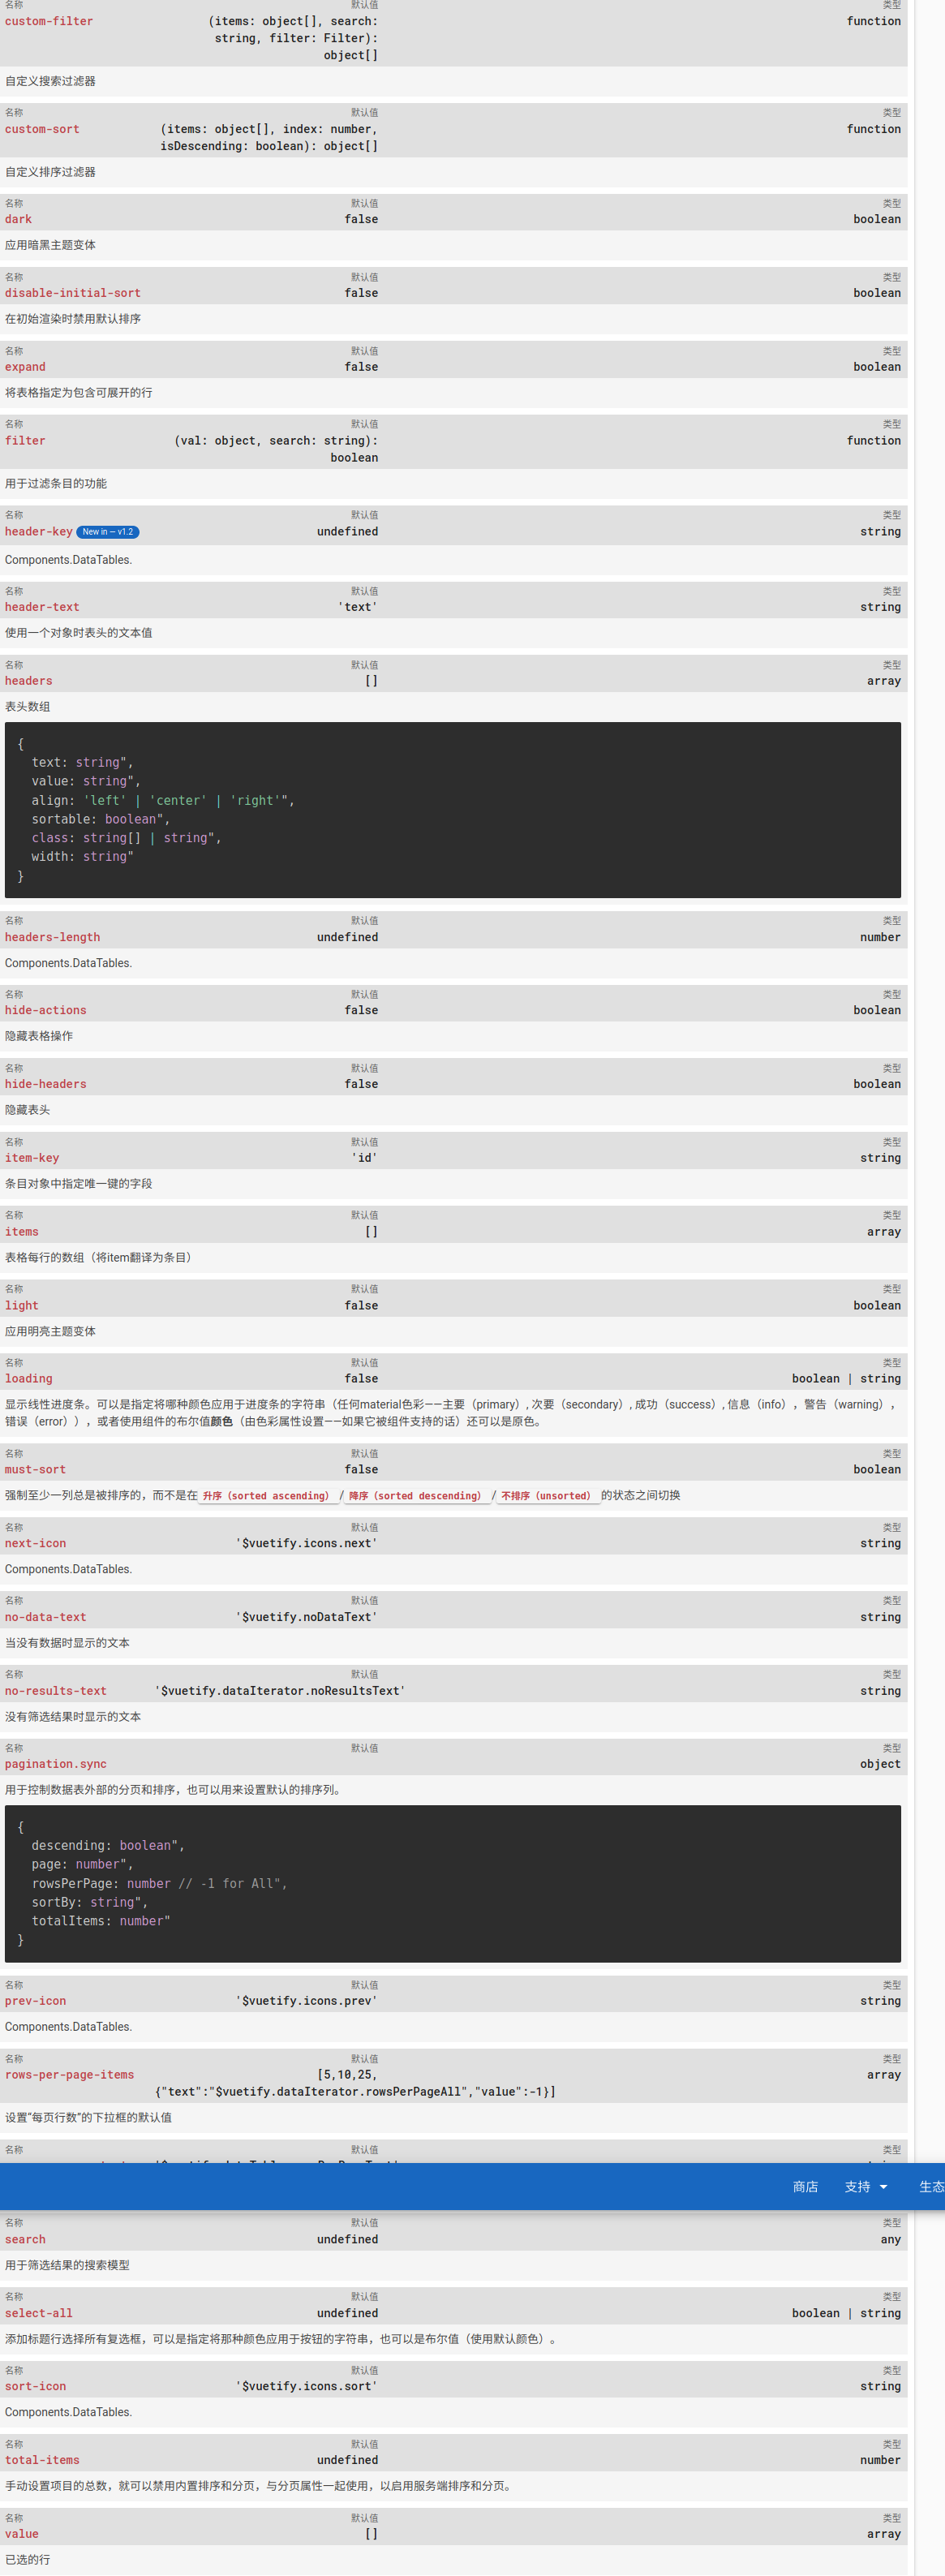 名称 默认值 类型
custom-filter (items: object[], search: function
string, filter: Filter):
object[]
自定义搜索过滤器
名称 默认值 类型
custom-sort (items: object[], index: number, function
isDescending: boolean): object[]
自定义排序过滤器
名称 默认值 类型
dark false boolean
应用暗黑主题变体
名称 默认值 类型
disable-initial-sort false boolean
在初始渲染时禁用默认排序
名称 默认值 类型
expand false boolean
将表格指定为包含可展开的行
名称 默认值 类型
filter (val: object, search: string): function
boolean
用于过滤条目的功能
名称 默认值 类型
header-key New in — v1.2 undefined string
Components.DataTables.
名称 默认值 类型
header-text 'text' string
使用一个对象时表头的文本值
名称 默认值 类型
headers [] array
表头数组
{
text: string",
value: string",
align: 'left' | 'center' | 'right'",
sortable: boolean",
class: string[] | string",
width: string"
}
名称 默认值 类型
headers-length undefined number
Components.DataTables.
名称 默认值 类型
hide-actions false boolean
隐藏表格操作
名称 默认值 类型
hide-headers false boolean
隐藏表头
名称 默认值 类型
item-key 'id' string
条目对象中指定唯一键的字段
名称 默认值 类型
items [] array
表格每行的数组（将item翻译为条目）
名称 默认值 类型
light false boolean
应用明亮主题变体
名称 默认值 类型
loading false boolean | string
显示线性进度条。可以是指定将哪种颜色应用于进度条的字符串（任何material色彩——主要（primary）, 次要（secondary）, 成功（success）, 信息（info），警告（warning），
错误（error）），或者使用组件的布尔值颜色（由色彩属性设置——如果它被组件支持的话）还可以是原色。
名称 默认值 类型
must-sort false boolean
强制至少一列总是被排序的，而不是在 升序（sorted ascending） / 降序（sorted descending） / 不排序（unsorted） 的状态之间切换
名称 默认值 类型
next-icon '$vuetify.icons.next' string
Components.DataTables.
名称 默认值 类型
no-data-text '$vuetify.noDataText' string
当没有数据时显示的文本
名称 默认值 类型
no-results-text '$vuetify.dataIterator.noResultsText' string
没有筛选结果时显示的文本
名称 默认值 类型
pagination.sync object
用于控制数据表外部的分页和排序，也可以用来设置默认的排序列。
{
descending: boolean",
page: number",
rowsPerPage: number // -1 for All",
sortBy: string",
totalItems: number"
}
名称 默认值 类型
prev-icon '$vuetify.icons.prev' string
Components.DataTables.
名称 默认值 类型
rows-per-page-items [5,10,25, array
{"text":"$vuetify.dataIterator.rowsPerPageAll","value":-1}]
设置“每页行数”的下拉框的默认值
名称 默认值 类型
商店 支持 生态
名称 默认值 类型
search undefined any
用于筛选结果的搜索模型
名称 默认值 类型
select-all undefined boolean | string
添加标题行选择所有复选框，可以是指定将那种颜色应用于按钮的字符串，也可以是布尔值（使用默认颜色）。
名称 默认值 类型
sort-icon '$vuetify.icons.sort' string
Components.DataTables.
名称 默认值 类型
total-items undefined number
手动设置项目的总数，就可以禁用内置排序和分页，与分页属性一起使用，以启用服务端排序和分页。
名称 默认值 类型
value [] array
已选的行